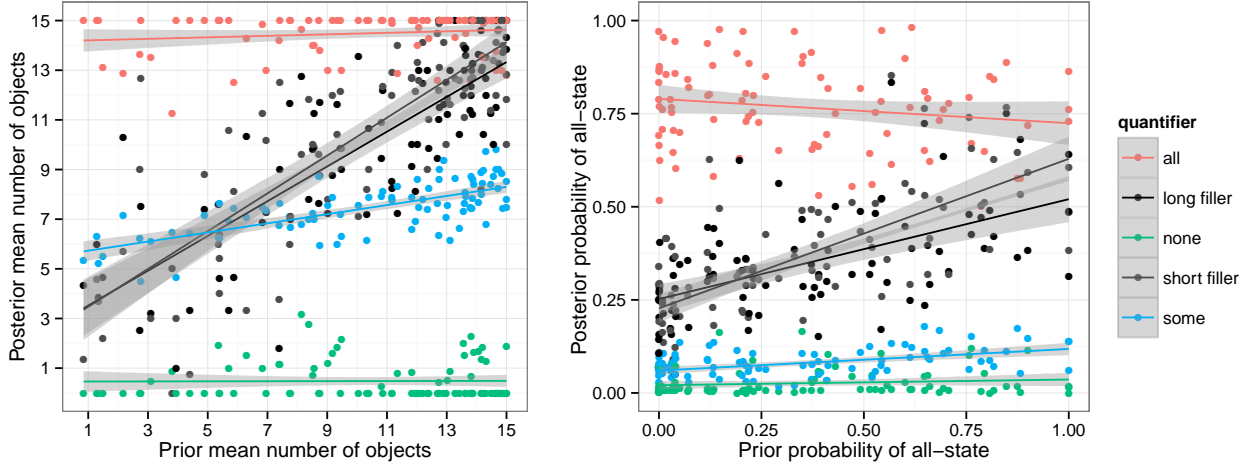 Posterior mean number of objects
15
13
11
9
7
5
3
1
1 3 5 7 9 11 13 15
Prior mean number of objects
Posterior probability of all−state
1.00
0.75
0.50
0.25
0.00
0.00 0.25 0.50 0.75 1.00
Prior probability of all−state
quantifier
all
long filler
none
short filler
some